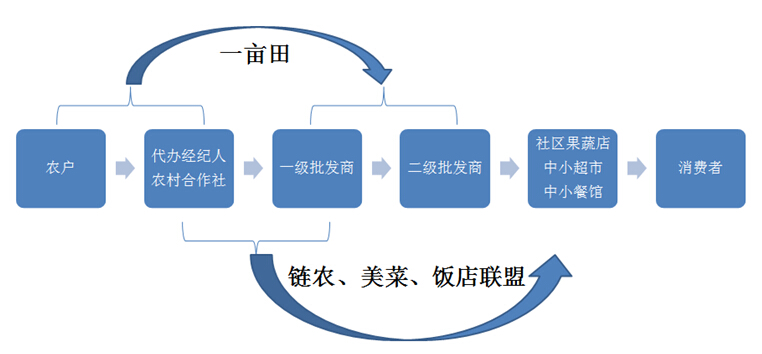 一亩田
农户
代办经纪人
农村合作社
一级批发商
二级批发商
社区果蔬店
中小超市
中小餐馆
消费者
链农、美菜、饭店联盟